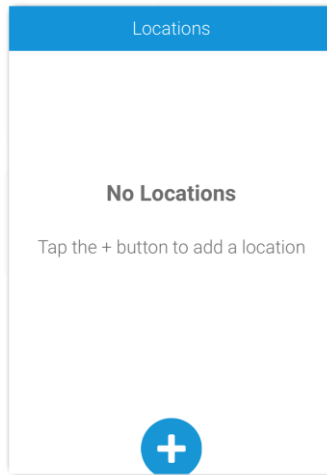 Locations
No Locations
Tap the + button to add a location